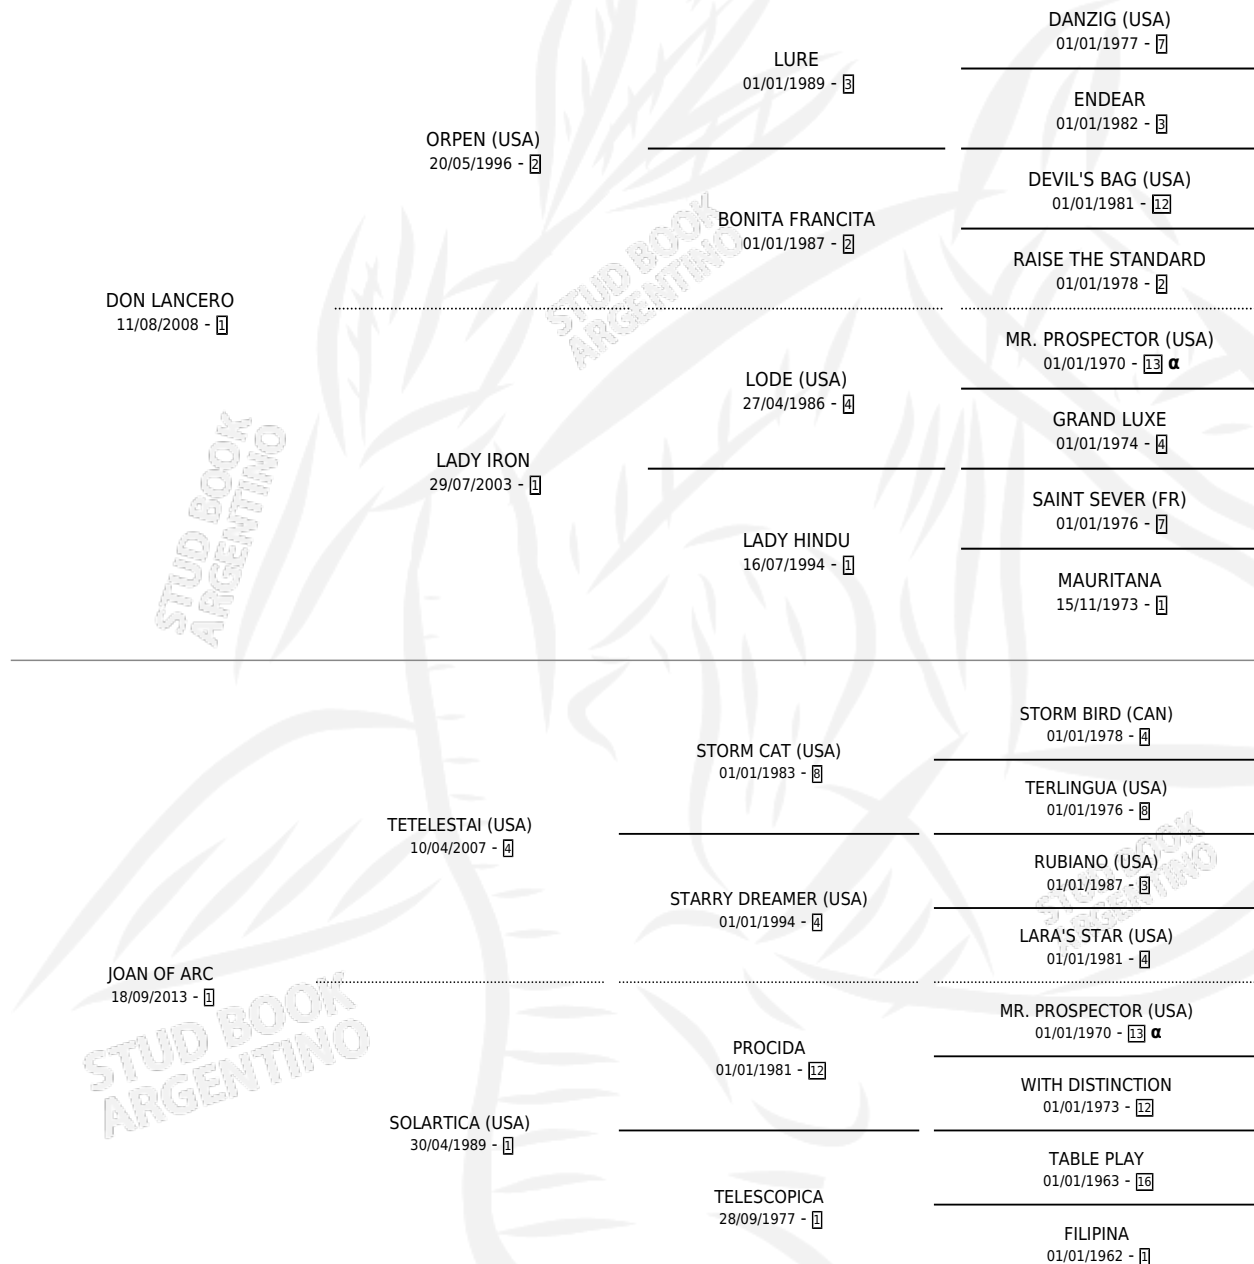 DANZIG (USA)
01/01/1977 - 7
LURE
01/01/1989 - 3
ENDEAR
01/01/1982 - 3
ORPEN (USA)
20/05/1996 - 2
DEVIL'S BAG (USA)
01/01/1981 - 12
BONITA FRANCITA
01/01/1987 - 2
RAISE THE STANDARD
01/01/1978 - 2
DON LANCERO
11/08/2008 - 1
MR. PROSPECTOR (USA)
01/01/1970 - 13 α
LODE (USA)
27/04/1986 - 4
GRAND LUXE
01/01/1974 - 4
LADY IRON
29/07/2003 - 1
SAINT SEVER (FR)
01/01/1976 - 7
LADY HINDU
16/07/1994 - 1
MAURITANA
15/11/1973 - 1
STORM BIRD (CAN)
01/01/1978 - 4
STORM CAT (USA)
01/01/1983 - 8
TERLINGUA (USA)
01/01/1976 - 8
TETELESTAI (USA)
10/04/2007 - 4
RUBIANO (USA)
01/01/1987 - 3
STARRY DREAMER (USA)
01/01/1994 - 4
LARA'S STAR (USA)
01/01/1981 - 4
JOAN OF ARC
18/09/2013 - 1
MR. PROSPECTOR (USA)
01/01/1970 - 13 α
PROCIDA
01/01/1981 - 12
WITH DISTINCTION
01/01/1973 - 12
SOLARTICA (USA)
30/04/1989 - 1
TABLE PLAY
01/01/1963 - 16
TELESCOPICA
28/09/1977 - 1
FILIPINA
01/01/1962 - 1
STUD BOOK
ARGENTINO
STUD BOOK
ARGENTINO
STUD BOOK
ARGENTINO
STUD BOOK
ARGENTINO